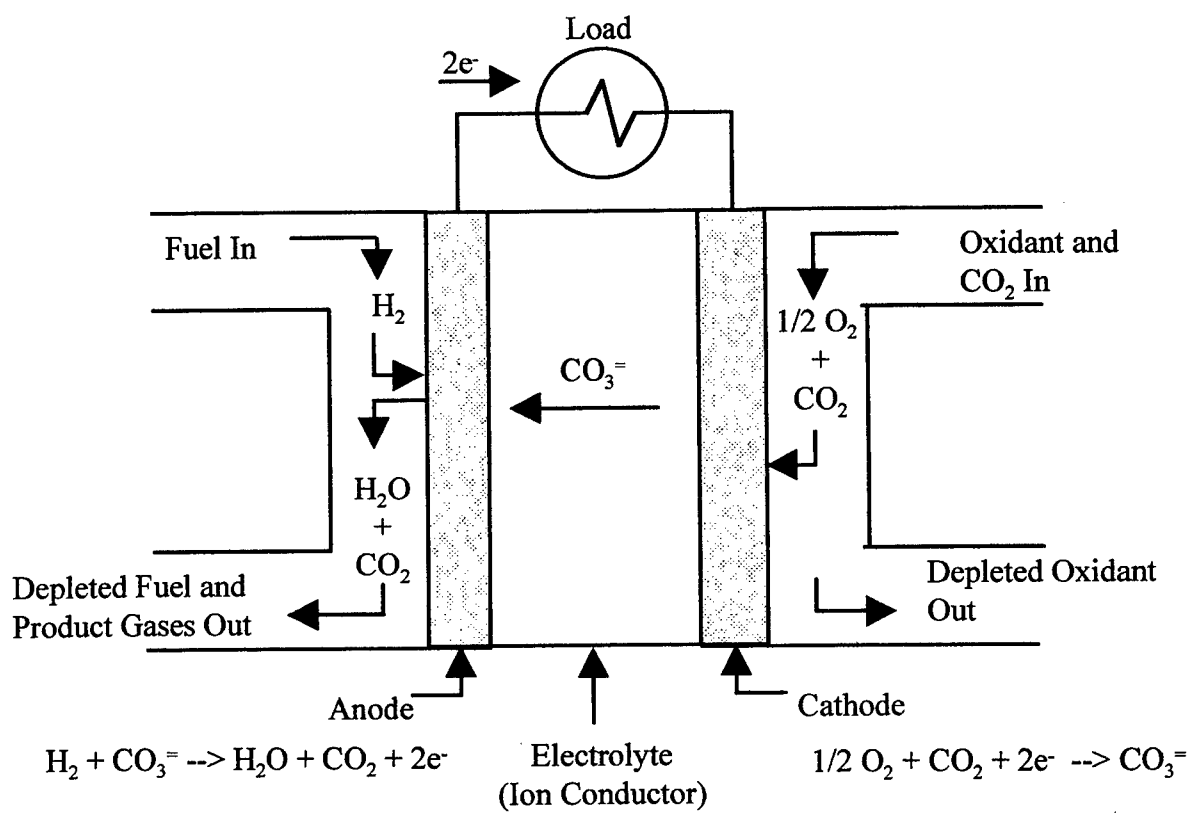 Load
2e-
Fuel In
Oxidant and
CO₂ In
H₂
1/2 O₂
+
CO₂
CO₃⁼
H₂O
+
CO₂
Depleted Fuel and
Product Gases Out
Depleted Oxidant
Out
Anode
Cathode
H₂ + CO₃⁼ --> H₂O + CO₂ + 2e-
Electrolyte
(Ion Conductor)
1/2 O₂ + CO₂ + 2e- --> CO₃⁼